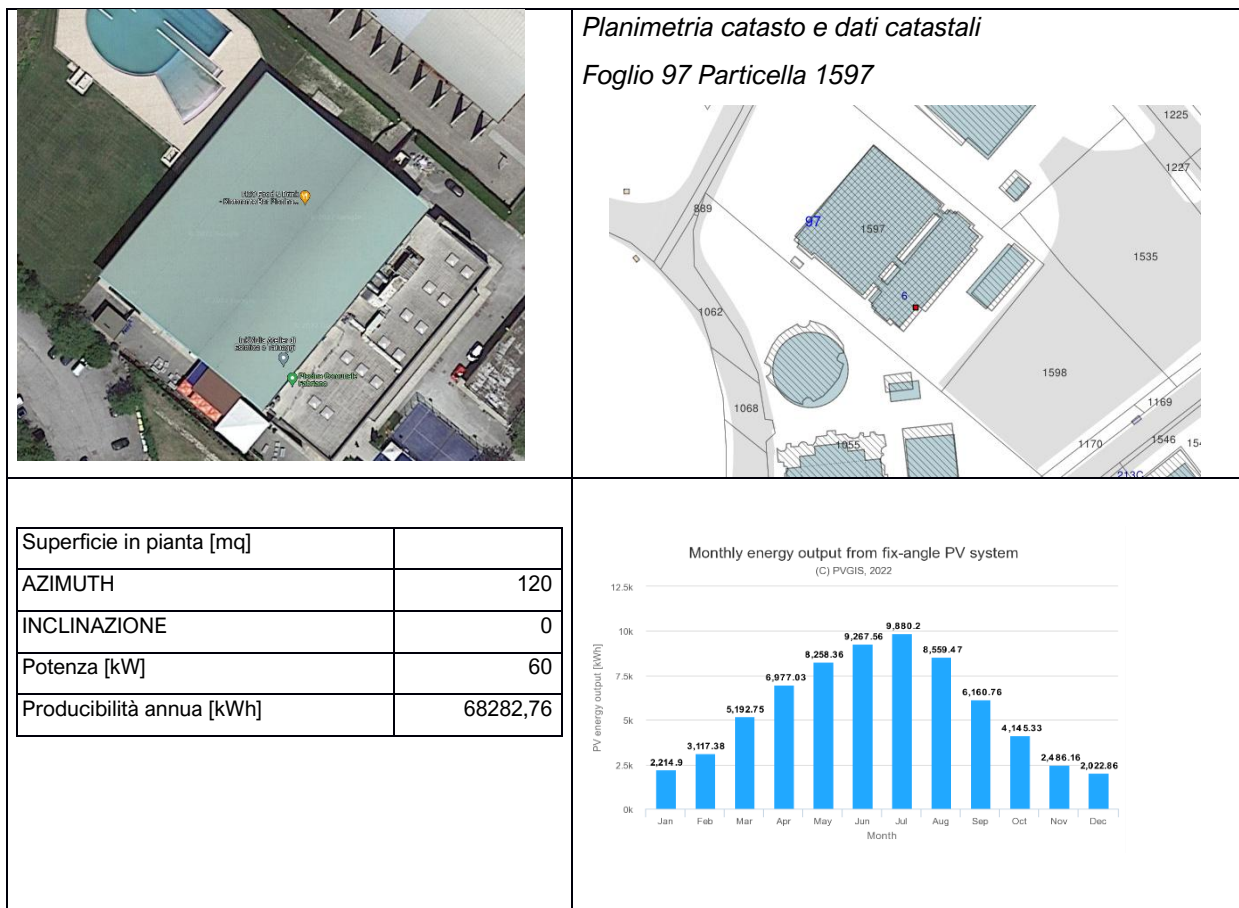 Planimetria catasto e dati catastali
Foglio 97 Particella 1597
Piscina Comunale
Fabriano
1225
1227
889
97
1597
1535
6
1062
1598
1068
1169
1055
1170
1546
213C
Superficie in pianta [mq]
AZIMUTH 120
INCLINAZIONE 0
Potenza [kW] 60
Producibilità annua [kWh] 68282,76
Monthly energy output from fix-angle PV system
(C) PVGIS, 2022
PV energy output [kWh]
12.5k
10k
7.5k
5k
2.5k
0k
2,214.9
3,117.38
5,192.75
6,977.03
8,258.36
9,267.56
9,880.2
8,559.47
6,160.76
4,145.33
2,486.16
2,022.86
Jan Feb Mar Apr May Jun Jul Aug Sep Oct Nov Dec
Month